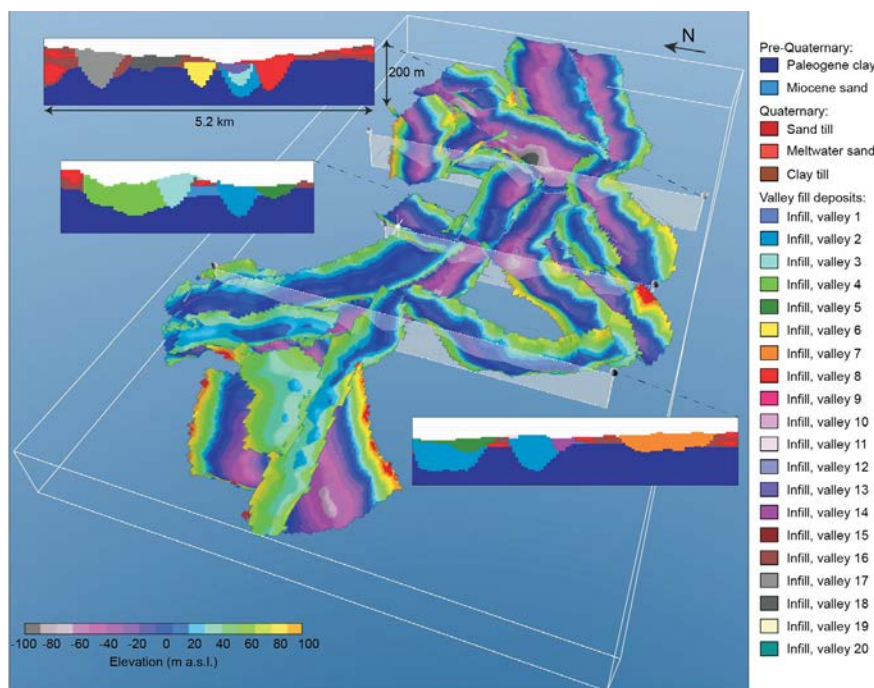 N
200 m
5.2 km
Pre-Quaternary:
Paleogene clay
Miocene sand
Quaternary:
Sand till
Meltwater sand
Clay till
Valley fill deposits:
Infill, valley 1
Infill, valley 2
Infill, valley 3
Infill, valley 4
Infill, valley 5
Infill, valley 6
Infill, valley 7
Infill, valley 8
Infill, valley 9
Infill, valley 10
Infill, valley 11
Infill, valley 12
Infill, valley 13
Infill, valley 14
Infill, valley 15
Infill, valley 16
Infill, valley 17
Infill, valley 18
Infill, valley 19
Infill, valley 20
-100 -80 -60 -40 -20 0 20 40 60 80 100
Elevation (m a.s.l.)